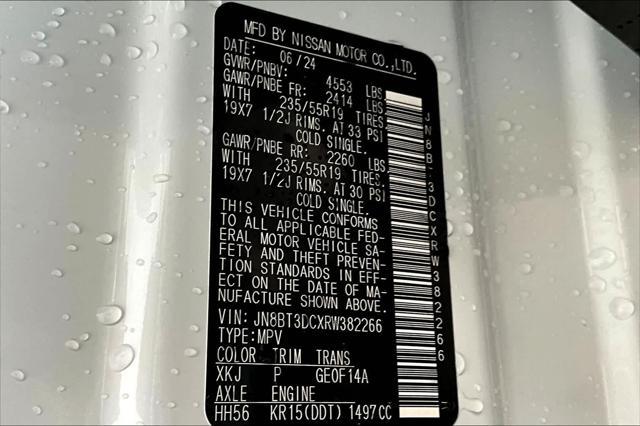 MFD BY NISSAN MOTOR CO.,LTD.
DATE: 06/24
GVWR/PNBV: 4553 LBS
GAWR/PNBE FR: 2414 LBS
WITH 235/55R19 TIRES.
19X7 1/2J RIMS. AT 33 PSI
COLD SINGLE.
GAWR/PNBE RR: 2260 LBS
WITH 235/55R19 TIRES.
19X7 1/2J RIMS. AT 30 PSI
COLD SINGLE.
THIS VEHICLE CONFORMS
TO ALL APPLICABLE FED-
ERAL MOTOR VEHICLE SA-
FETY AND THEFT PREVEN-
TION STANDARDS IN EFF
ECT ON THE DATE OF MA-
NUFACTURE SHOWN ABOVE.
VIN: JN8BT3DCXRW382266
TYPE:MPV
COLOR TRIM TRANS
XKJ P GE0F14A
AXLE ENGINE
HH56 KR15(DDT) 1497CC